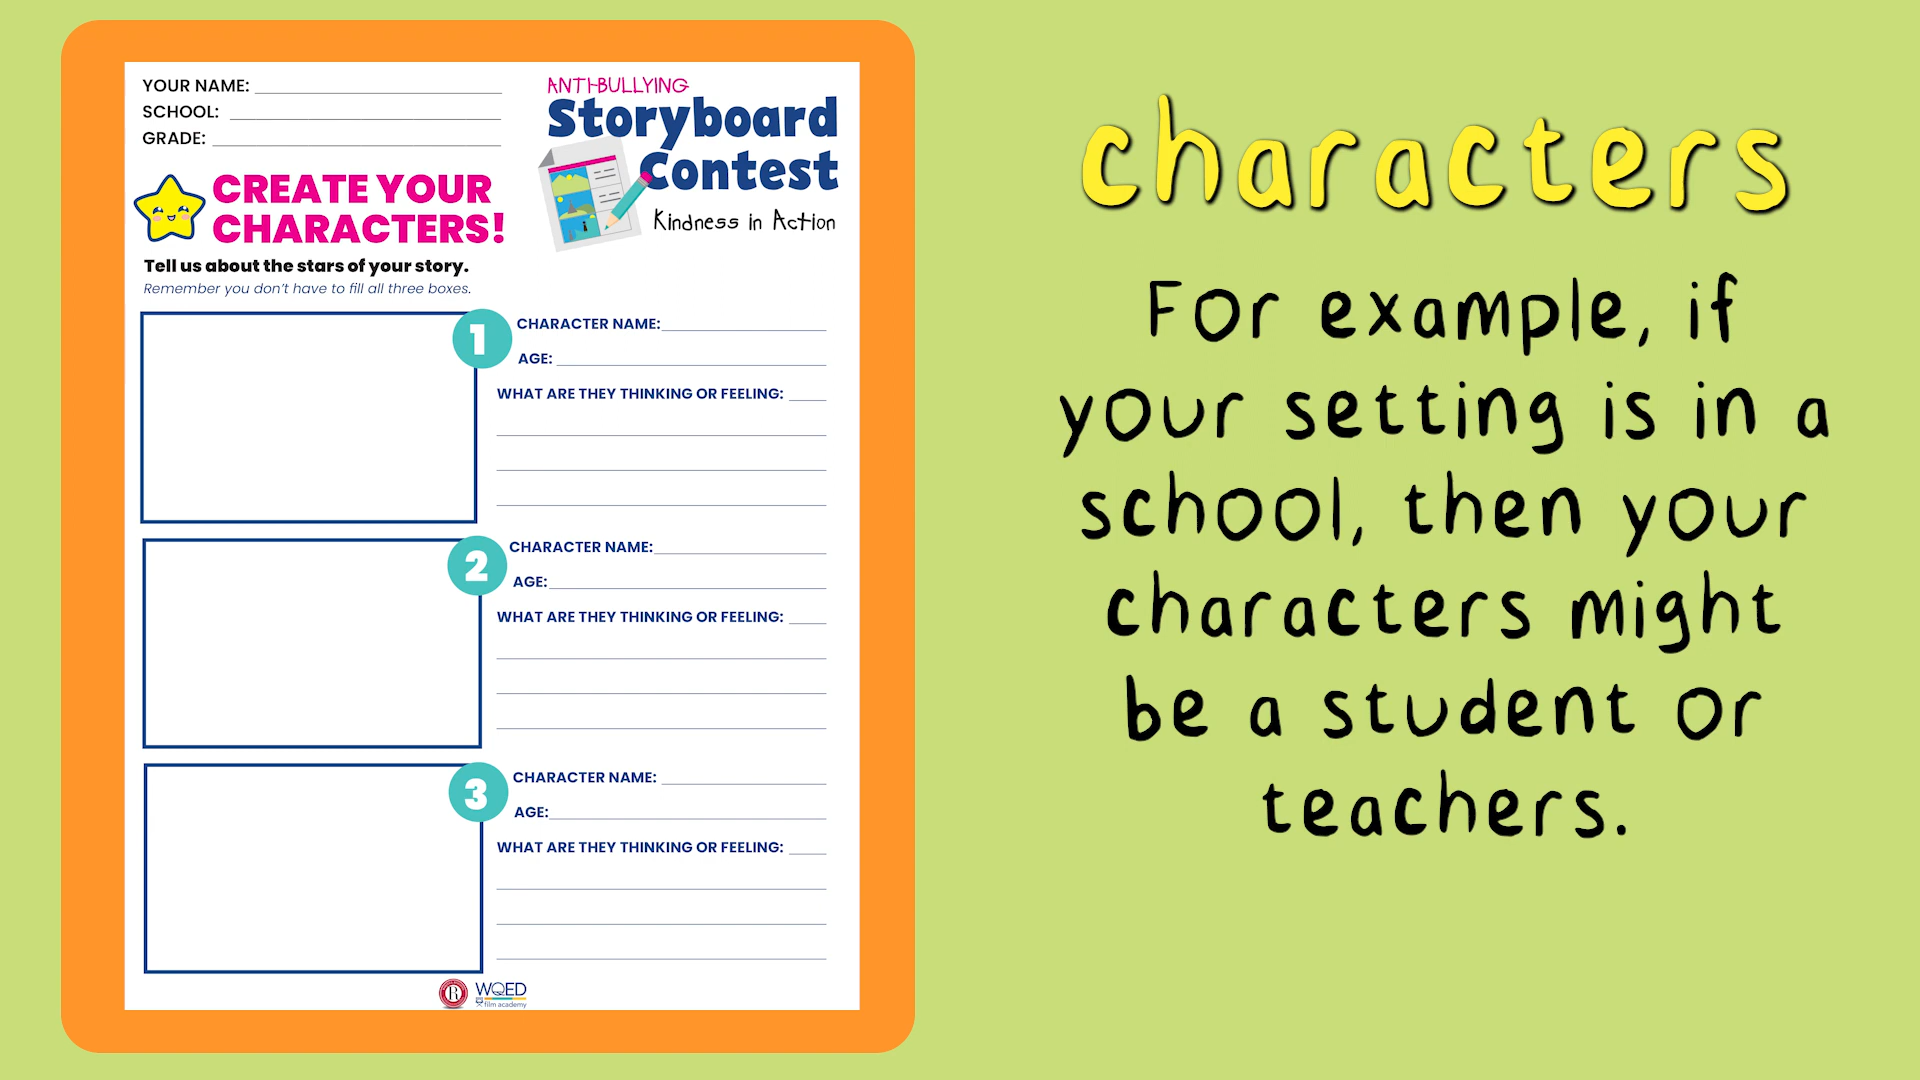 YOUR NAME:
SCHOOL:
GRADE:
ANTI-BULLYING
Storyboard
Contest
Kindness in Action
CREATE YOUR
CHARACTERS!
Tell us about the stars of your story.
Remember you don't have to fill all three boxes.
1
CHARACTER NAME:
AGE:
WHAT ARE THEY THINKING OR FEELING:
2
CHARACTER NAME:
AGE:
WHAT ARE THEY THINKING OR FEELING:
3
CHARACTER NAME:
AGE:
WHAT ARE THEY THINKING OR FEELING:
R
WQED
film academy
characters
For example, if
your setting is in a
school, then your
characters might
be a student or
teachers.